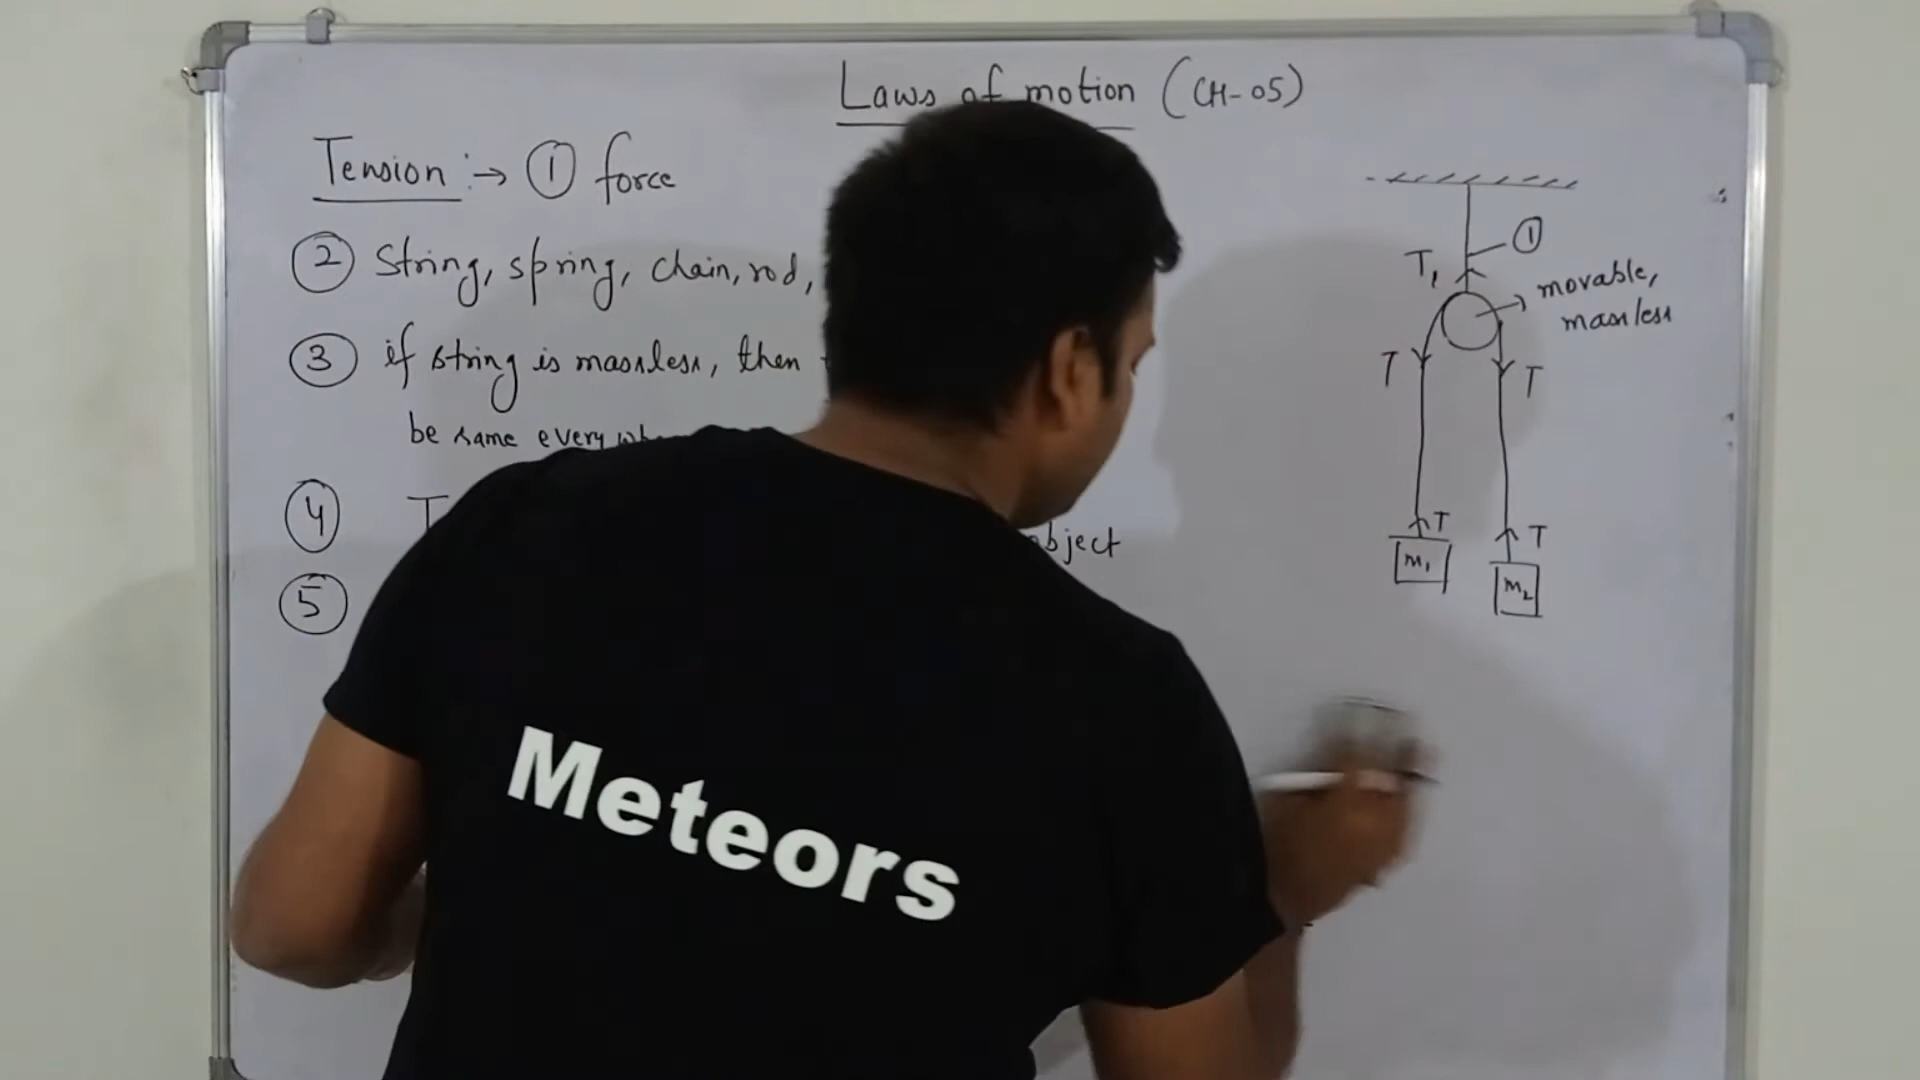 Laws of motion (CH-05)
Tension :→ ① force
② String, spring, chain, rod,
③ if string is massless, then
be same every
④ T object
⑤
①
T₁
movable,
massless
T T
T T
m₁ m₂
Meteors